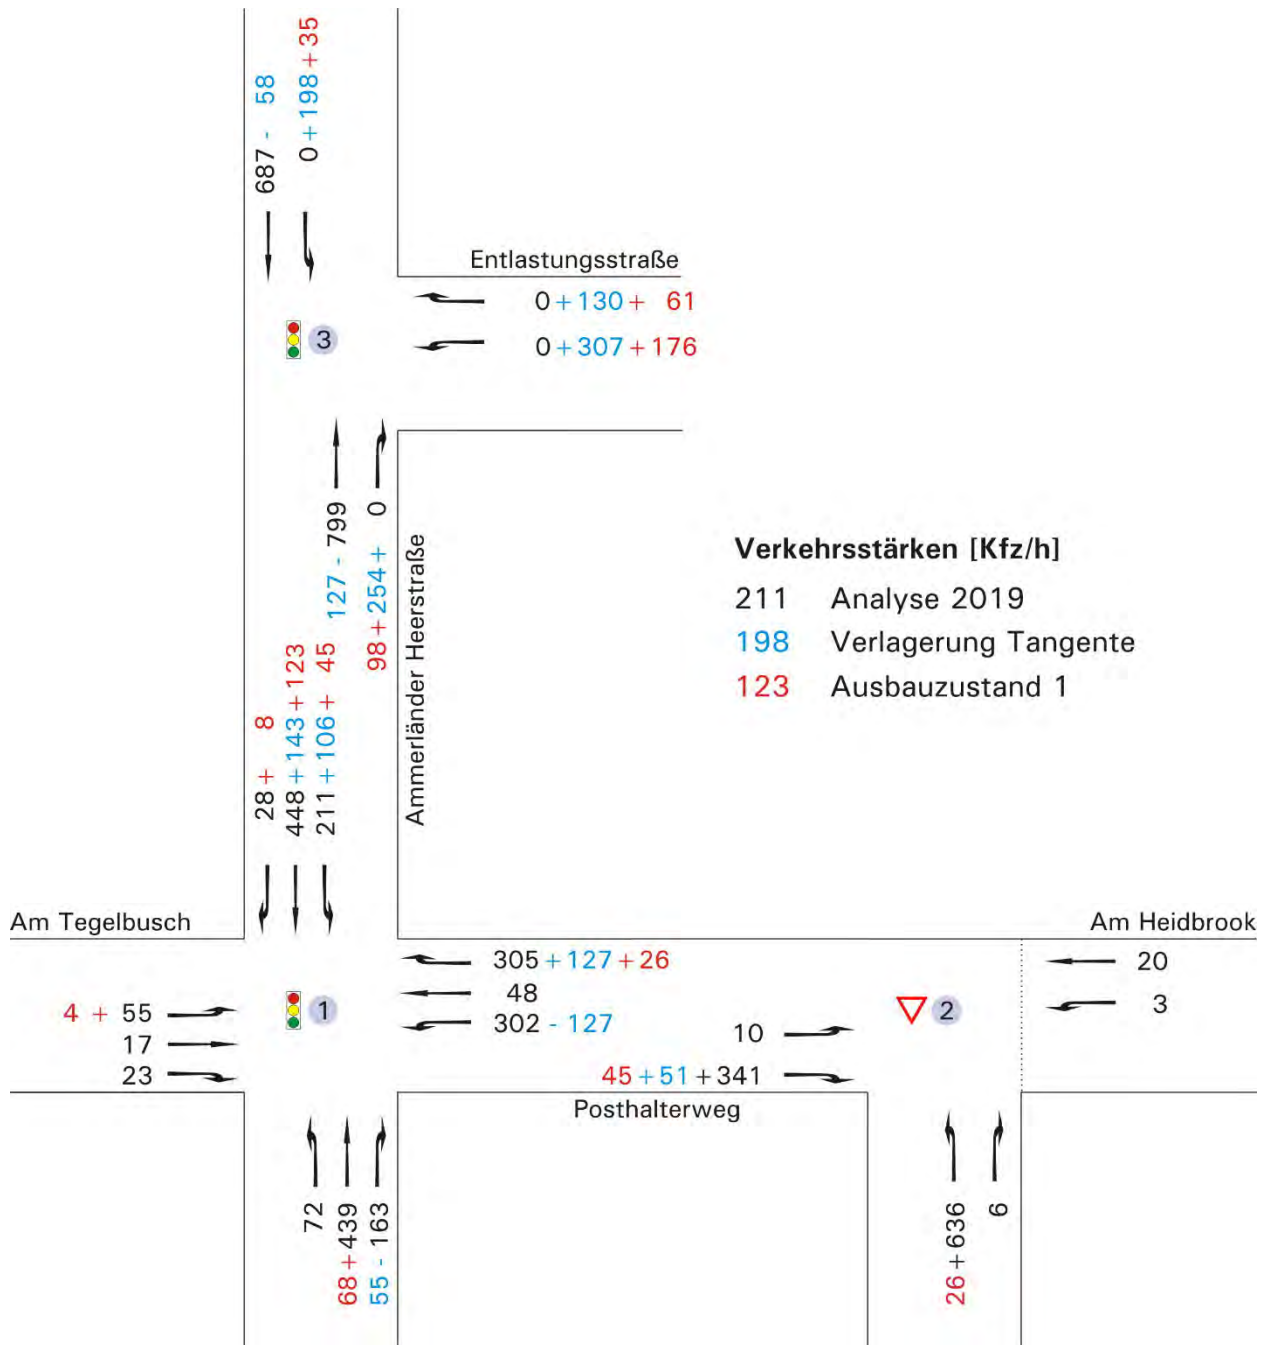 687 - 58
0 +198 +35
Entlastungsstraße
0 +130 + 61
3
0 +307 +176
127 - 799
98 +254 + 0
Ammerländer Heerstraße
Verkehrsstärken [Kfz/h]
211 Analyse 2019
198 Verlagerung Tangente
123 Ausbauzustand 1
28 + 8
448 +143 +123
211 +106 + 45
Am Tegelbusch
Am Heidbrook
305 +127 +26
20
4 + 55
1
48
2
3
17
302 - 127
10
23
45 +51 +341
Posthalterweg
72
68 +439
55 - 163
26 +636
6